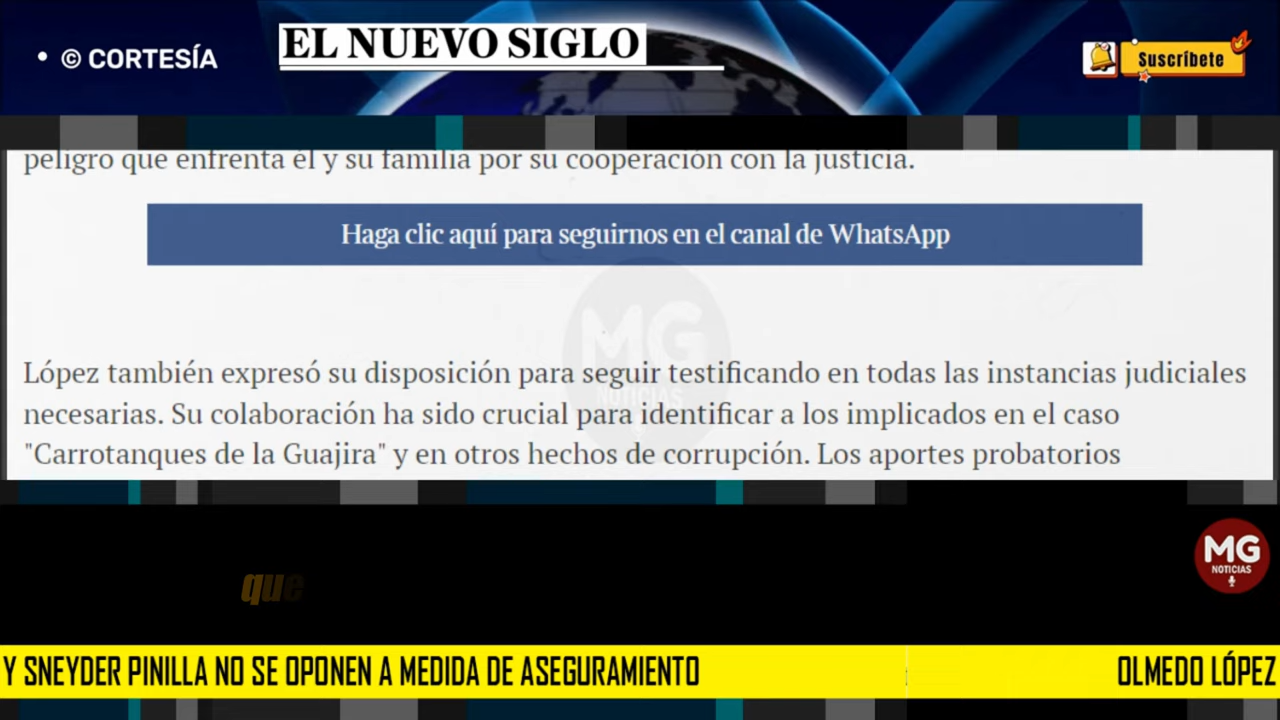 • © CORTESÍA
EL NUEVO SIGLO
Suscríbete
peligro que enfrenta él y su familia por su cooperación con la justicia.
Haga clic aquí para seguirnos en el canal de WhatsApp
MG
NOTICIAS
López también expresó su disposición para seguir testificando en todas las instancias judiciales
necesarias. Su colaboración ha sido crucial para identificar a los implicados en el caso
"Carrotanques de la Guajira" y en otros hechos de corrupción. Los aportes probatorios
MG
NOTICIAS
que
Y SNEYDER PINILLA NO SE OPONEN A MEDIDA DE ASEGURAMIENTO
OLMEDO LÓPEZ